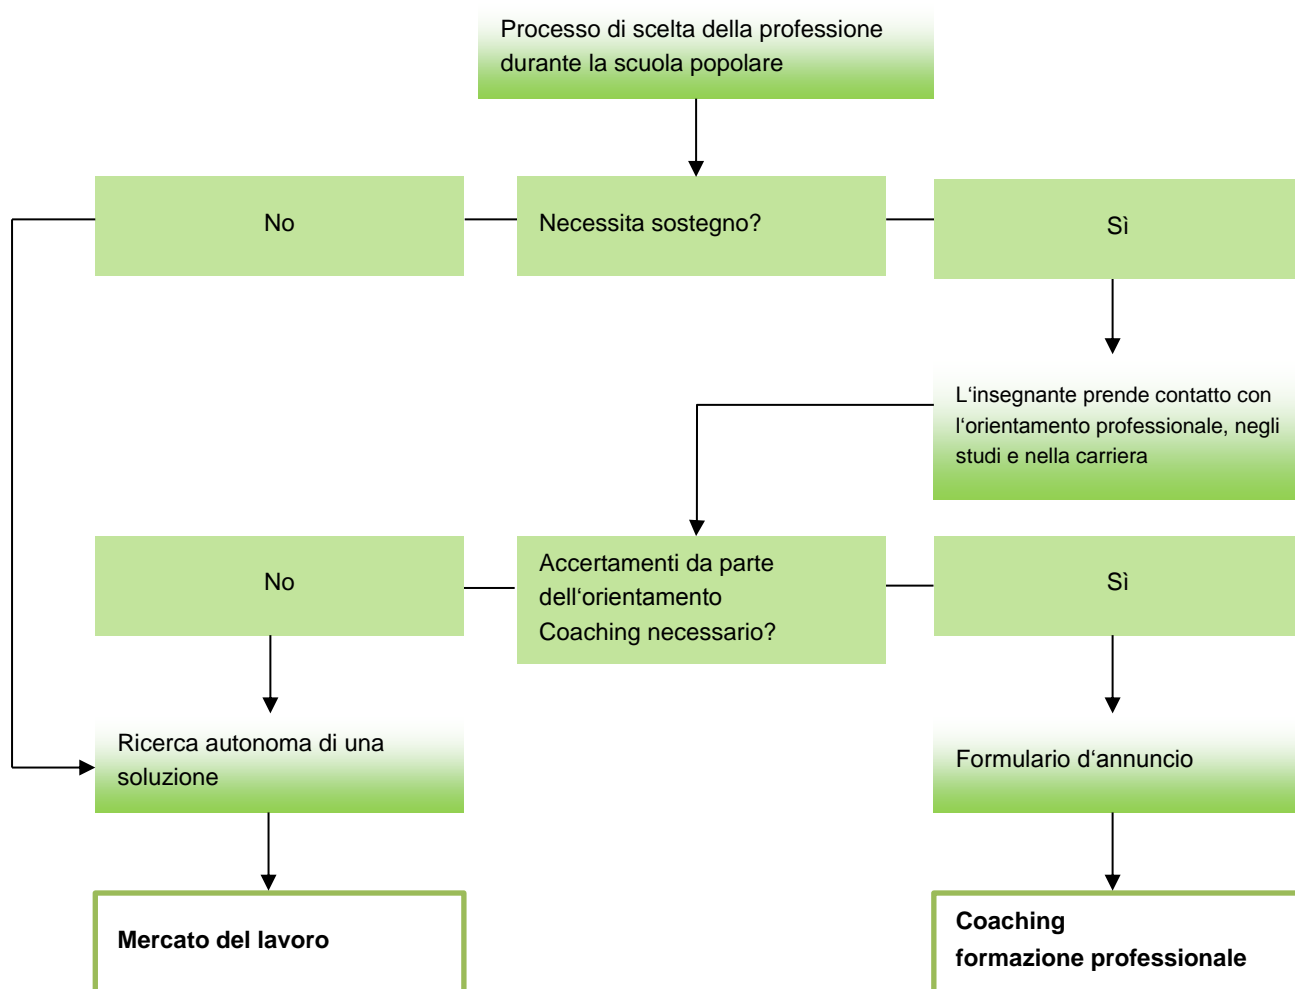 Processo di scelta della professione
durante la scuola popolare
No
Necessita sostegno?
Sì
L‘insegnante prende contatto con
l‘orientamento professionale, negli
studi e nella carriera
No
Accertamenti da parte
dell‘orientamento
Coaching necessario?
Sì
Ricerca autonoma di una
soluzione
Formulario d‘annuncio
Mercato del lavoro
Coaching
formazione professionale